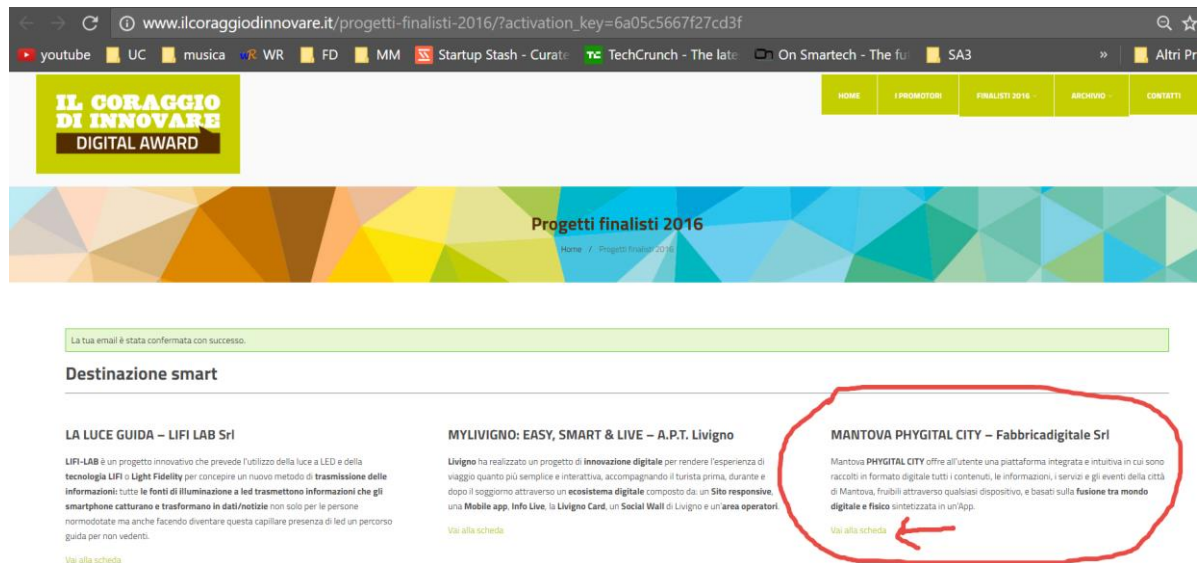 www.ilcoraggiodinnovare.it/progetti-finalisti-2016/?activation_key=6a05c5667f27cd3f
youtube UC musica WR WR FD MM Startup Stash - Curate TechCrunch - The late On Smartech - The fu SA3 » Altri Pr
IL CORAGGIO
DI INNOVARE
DIGITAL AWARD
HOME I PROMOTORI FINALISTI 2016 ARCHIVIO CONTATTI
Progetti finalisti 2016
Home / Progetti finalisti 2016
La tua email è stata confermata con successo.
Destinazione smart
LA LUCE GUIDA – LIFI LAB Srl
LIFI-LAB è un progetto innovativo che prevede l'utilizzo della luce a LED e della
tecnologia LIFI o Light Fidelity per concepire un nuovo metodo di trasmissione delle
informazioni: tutte le fonti di illuminazione a led trasmettono informazioni che gli
smartphone catturano e trasformano in dati/notizie non solo per le persone
normodotate ma anche facendo diventare questa capillare presenza di led un percorso
guida per non vedenti.
Vai alla scheda
MYLIVIGNO: EASY, SMART & LIVE – A.P.T. Livigno
Livigno ha realizzato un progetto di innovazione digitale per rendere l'esperienza di
viaggio quanto più semplice e interattiva, accompagnando il turista prima, durante e
dopo il soggiorno attraverso un ecosistema digitale composto da: un Sito responsive,
una Mobile app, Info Live, la Livigno Card, un Social Wall di Livigno e un'area operatori.
Vai alla scheda
MANTOVA PHYGITAL CITY – Fabbricadigitale Srl
Mantova PHYGITAL CITY offre all'utente una piattaforma integrata e intuitiva in cui sono
raccolti in formato digitale tutti i contenuti, le informazioni, i servizi e gli eventi della città
di Mantova, fruibili attraverso qualsiasi dispositivo, e basati sulla fusione tra mondo
digitale e fisico sintetizzata in un'App.
Vai alla scheda